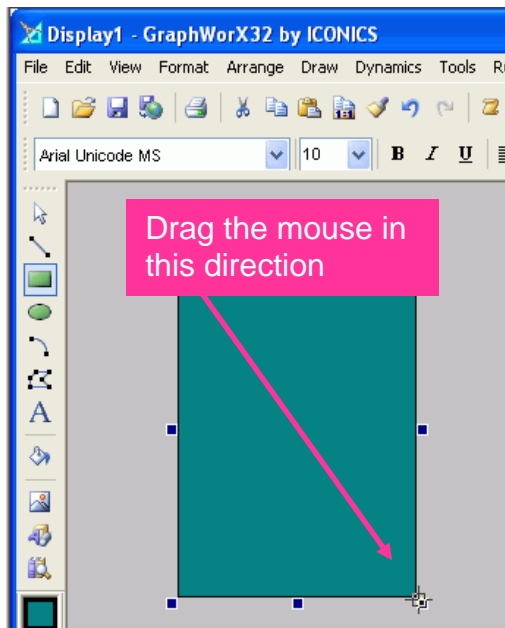 Display1 - GraphWorX32 by ICONICS
File Edit View Format Arrange Draw Dynamics Tools
Arial Unicode MS 10 B I U
Drag the mouse in
this direction
A